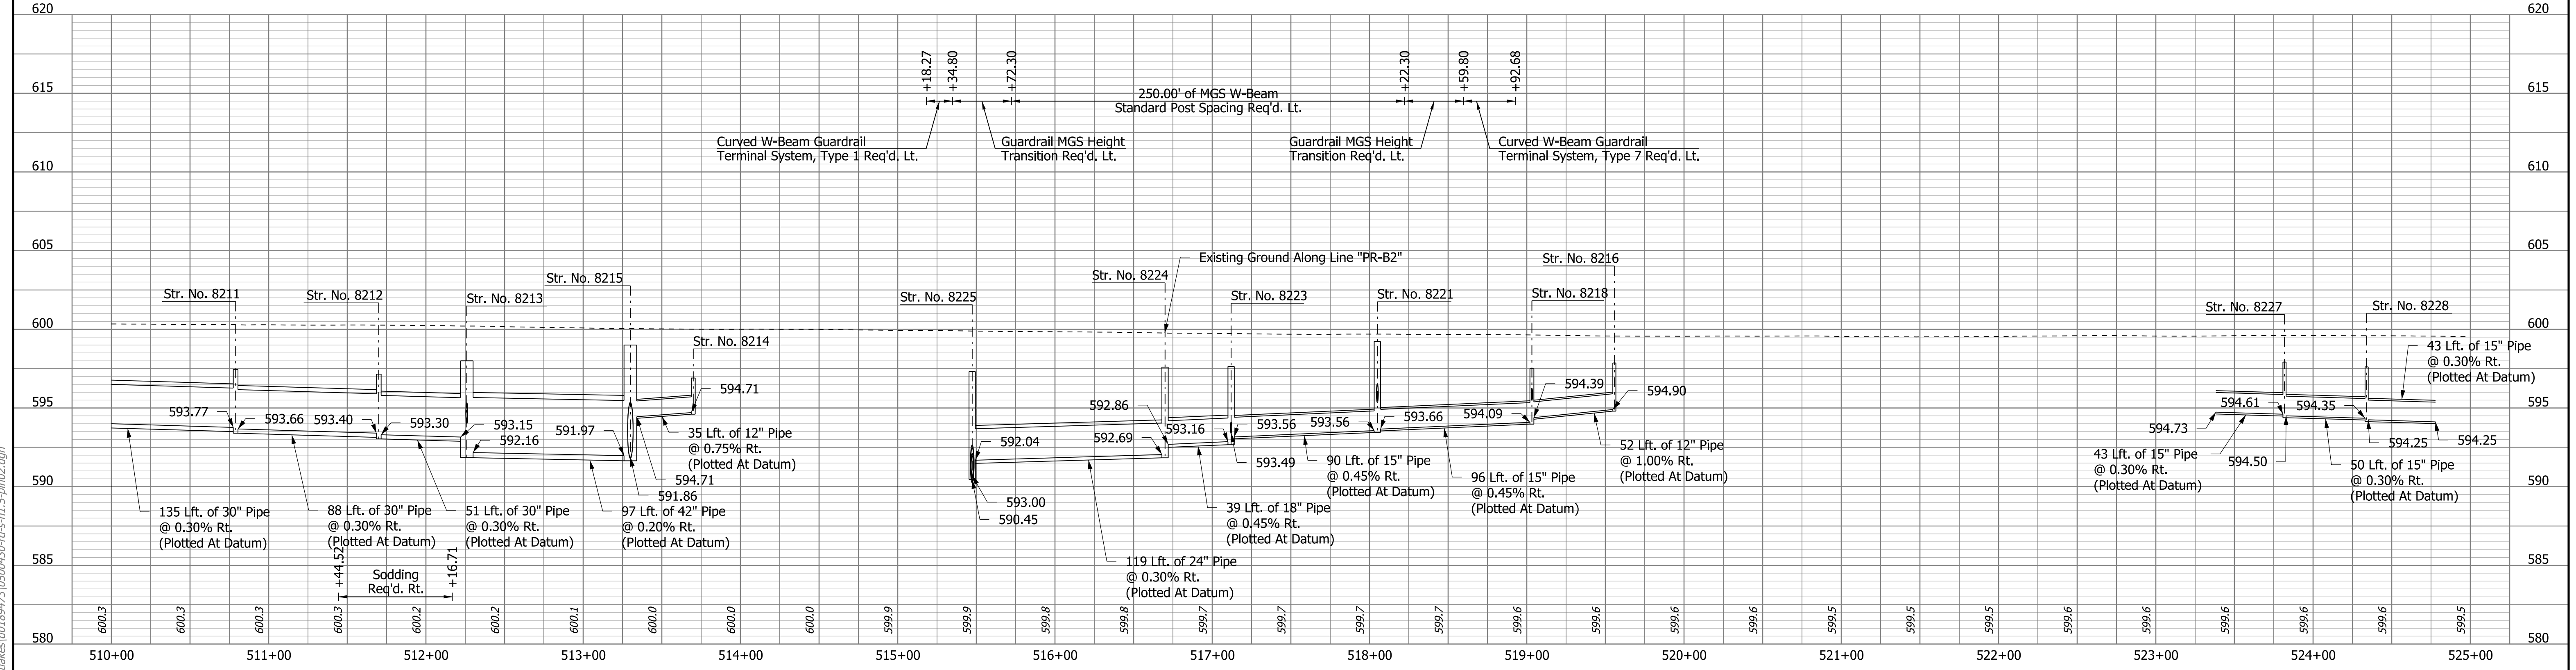 620
620
615
615
610
610
605
605
600
600
595
595
590
590
585
585
580
580
+18.27
+34.80
+72.30
+22.30
+59.80
+92.68
250.00' of MGS W-Beam
Standard Post Spacing Req'd. Lt.
Curved W-Beam Guardrail
Terminal System, Type 1 Req'd. Lt.
Guardrail MGS Height
Transition Req'd. Lt.
Guardrail MGS Height
Transition Req'd. Lt.
Curved W-Beam Guardrail
Terminal System, Type 7 Req'd. Lt.
Existing Ground Along Line "PR-B2"
Str. No. 8211
Str. No. 8212
Str. No. 8213
Str. No. 8215
Str. No. 8214
Str. No. 8225
Str. No. 8224
Str. No. 8223
Str. No. 8221
Str. No. 8218
Str. No. 8216
Str. No. 8227
Str. No. 8228
593.77
593.66
593.40
593.30
593.15
592.16
591.97
594.71
594.71
591.86
592.04
593.00
590.45
592.86
592.69
593.16
593.56
593.49
593.56
593.66
594.09
594.39
594.90
594.73
594.61
594.50
594.35
594.25
594.25
135 Lft. of 30" Pipe
@ 0.30% Rt.
(Plotted At Datum)
88 Lft. of 30" Pipe
@ 0.30% Rt.
(Plotted At Datum)
51 Lft. of 30" Pipe
@ 0.30% Rt.
(Plotted At Datum)
97 Lft. of 42" Pipe
@ 0.20% Rt.
(Plotted At Datum)
35 Lft. of 12" Pipe
@ 0.75% Rt.
(Plotted At Datum)
119 Lft. of 24" Pipe
@ 0.30% Rt.
(Plotted At Datum)
39 Lft. of 18" Pipe
@ 0.45% Rt.
(Plotted At Datum)
90 Lft. of 15" Pipe
@ 0.45% Rt.
(Plotted At Datum)
96 Lft. of 15" Pipe
@ 0.45% Rt.
(Plotted At Datum)
52 Lft. of 12" Pipe
@ 1.00% Rt.
(Plotted At Datum)
43 Lft. of 15" Pipe
@ 0.30% Rt.
(Plotted At Datum)
50 Lft. of 15" Pipe
@ 0.30% Rt.
(Plotted At Datum)
43 Lft. of 15" Pipe
@ 0.30% Rt.
(Plotted At Datum)
+44.52
Sodding
Req'd. Rt.
+16.71
600.3
600.3
600.3
600.3
600.2
600.2
600.1
600.0
600.0
600.0
599.9
599.9
599.8
599.8
599.7
599.7
599.7
599.7
599.6
599.6
599.6
599.5
599.5
599.5
599.5
599.5
599.6
599.6
599.6
599.6
599.5
510+00
511+00
512+00
513+00
514+00
515+00
516+00
517+00
518+00
519+00
520+00
521+00
522+00
523+00
524+00
525+00